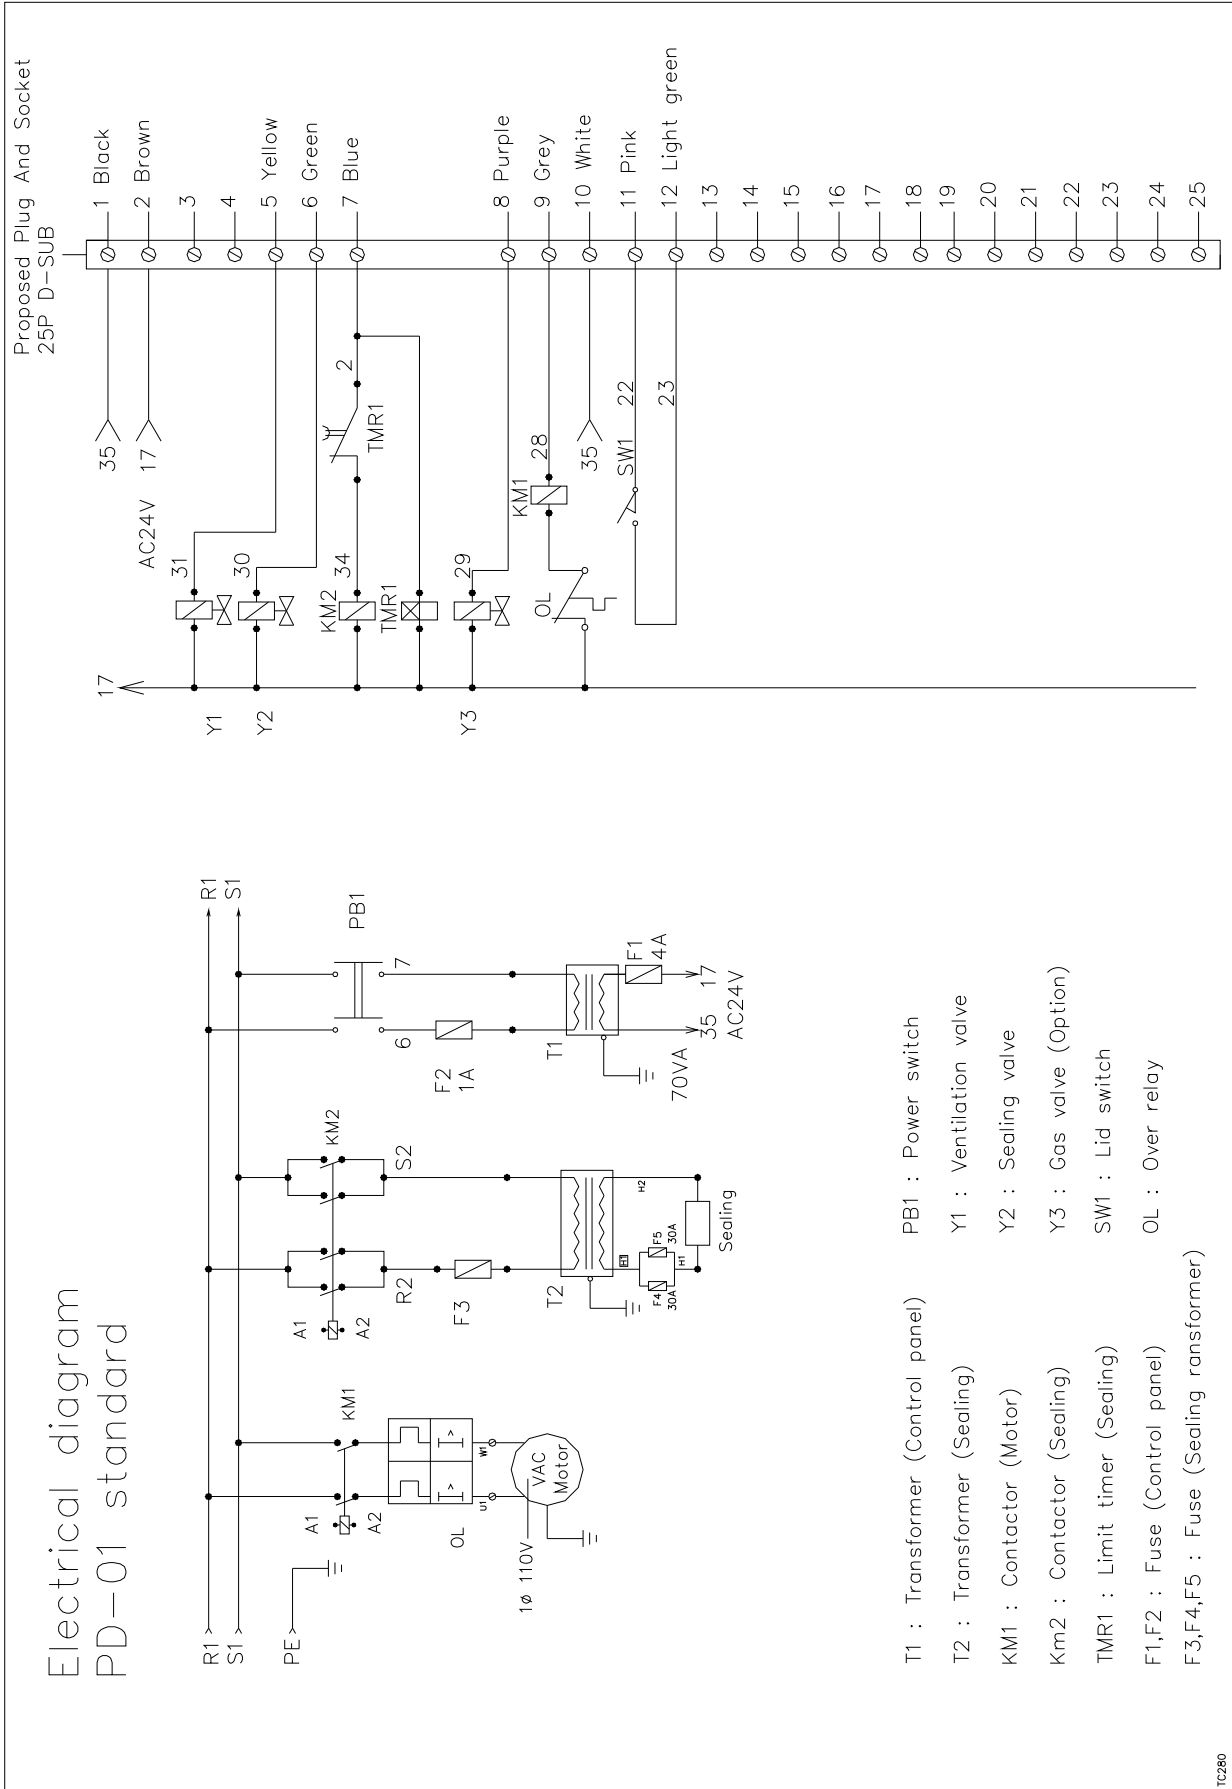 Electrical diagram
PD-01 standard
R1
S1
PE
R1
S1
A1
A2
KM1
OL
U1
W1
1ø 110V
VAC
Motor
A1
A2
KM2
R2
S2
F3
T2
H1
H2
F4
30A
F5
30A
H1
Sealing
PB1
6
7
F2
1A
T1
70VA
F1
4A
35
17
AC24V
T1 : Transformer (Control panel)
T2 : Transformer (Sealing)
KM1 : Contactor (Motor)
Km2 : Contactor (Sealing)
TMR1 : Limit timer (Sealing)
F1,F2 : Fuse (Control panel)
F3,F4,F5 : Fuse (Sealing ransformer)
PB1 : Power switch
Y1 : Ventilation valve
Y2 : Sealing valve
Y3 : Gas valve (Option)
SW1 : Lid switch
OL : Over relay
Proposed Plug And Socket
25P D-SUB
17
Y1
Y2
Y3
35
17
AC24V
31
30
KM2
34
TMR1
2
TMR1
29
OL
KM1
28
35
SW1
22
23
1 Black
2 Brown
3
4
5 Yellow
6 Green
7 Blue
8 Purple
9 Grey
10 White
11 Pink
12 Light green
13
14
15
16
17
18
19
20
21
22
23
24
25
TC280